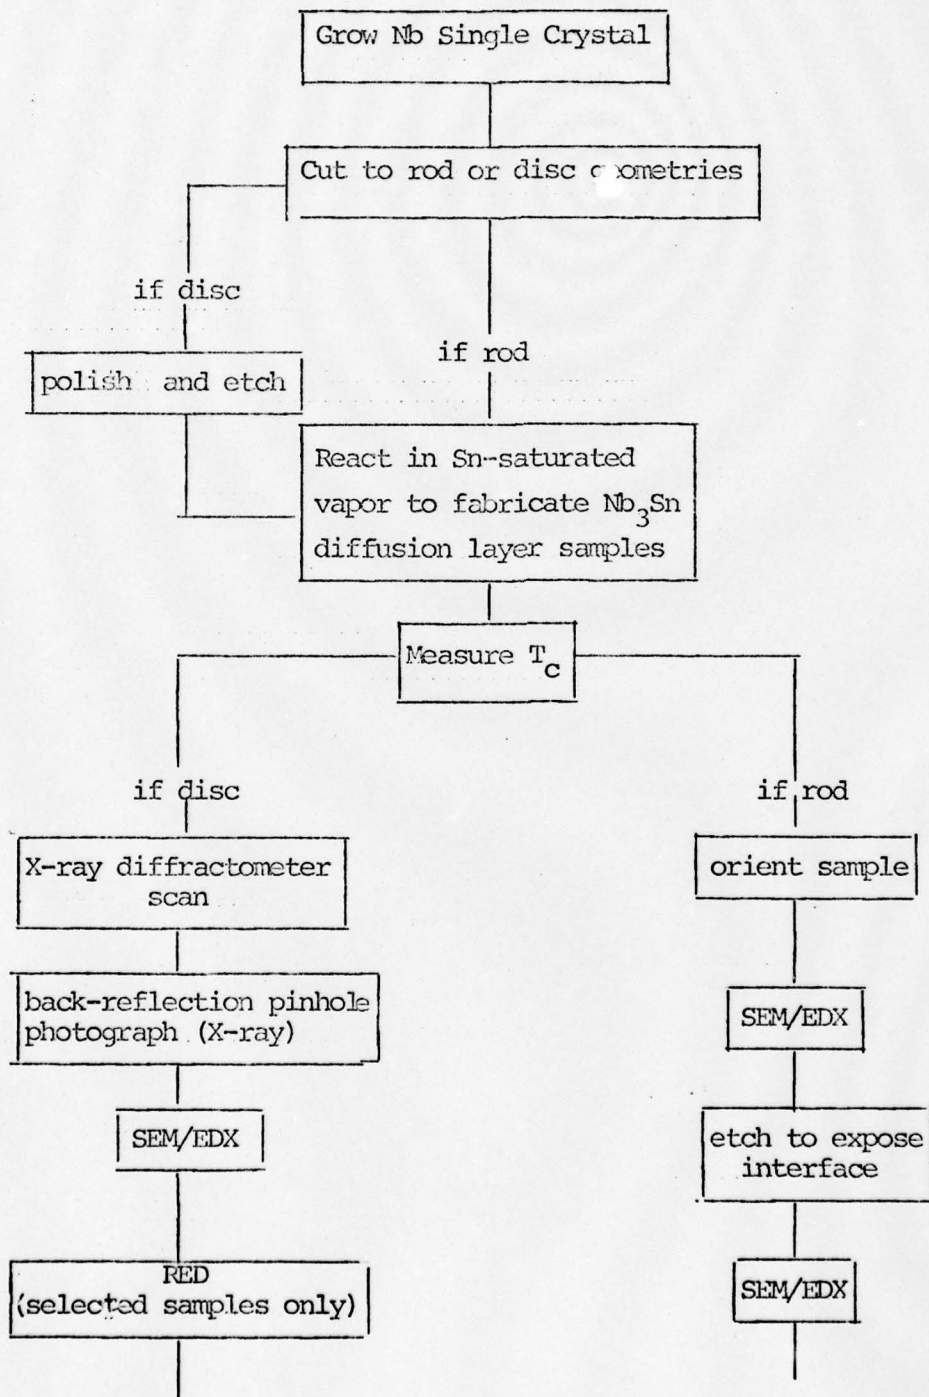 Grow Nb Single Crystal
Cut to rod or disc geometries
if disc
if rod
polish and etch
React in Sn-saturated
vapor to fabricate Nb₃Sn
diffusion layer samples
Measure T꜀
if disc
X-ray diffractometer
scan
back-reflection pinhole
photograph (X-ray)
SEM/EDX
RED
(selected samples only)
if rod
orient sample
SEM/EDX
etch to expose
interface
SEM/EDX